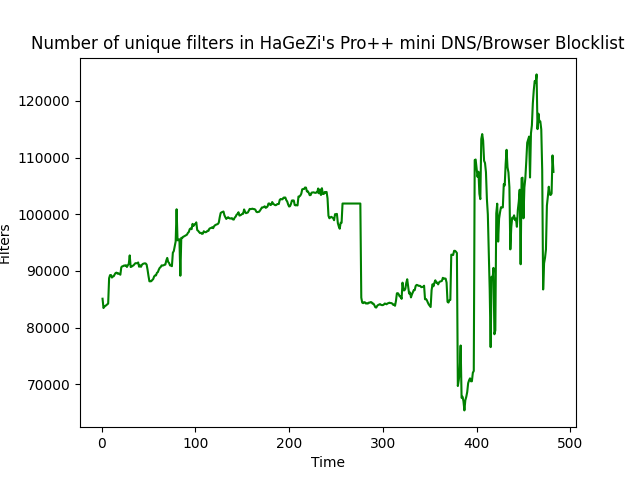 Number of unique filters in HaGeZi's Pro++ mini DNS/Browser Blocklist
120000
110000
100000
90000
80000
70000
Filters
0 100 200 300 400 500
Time